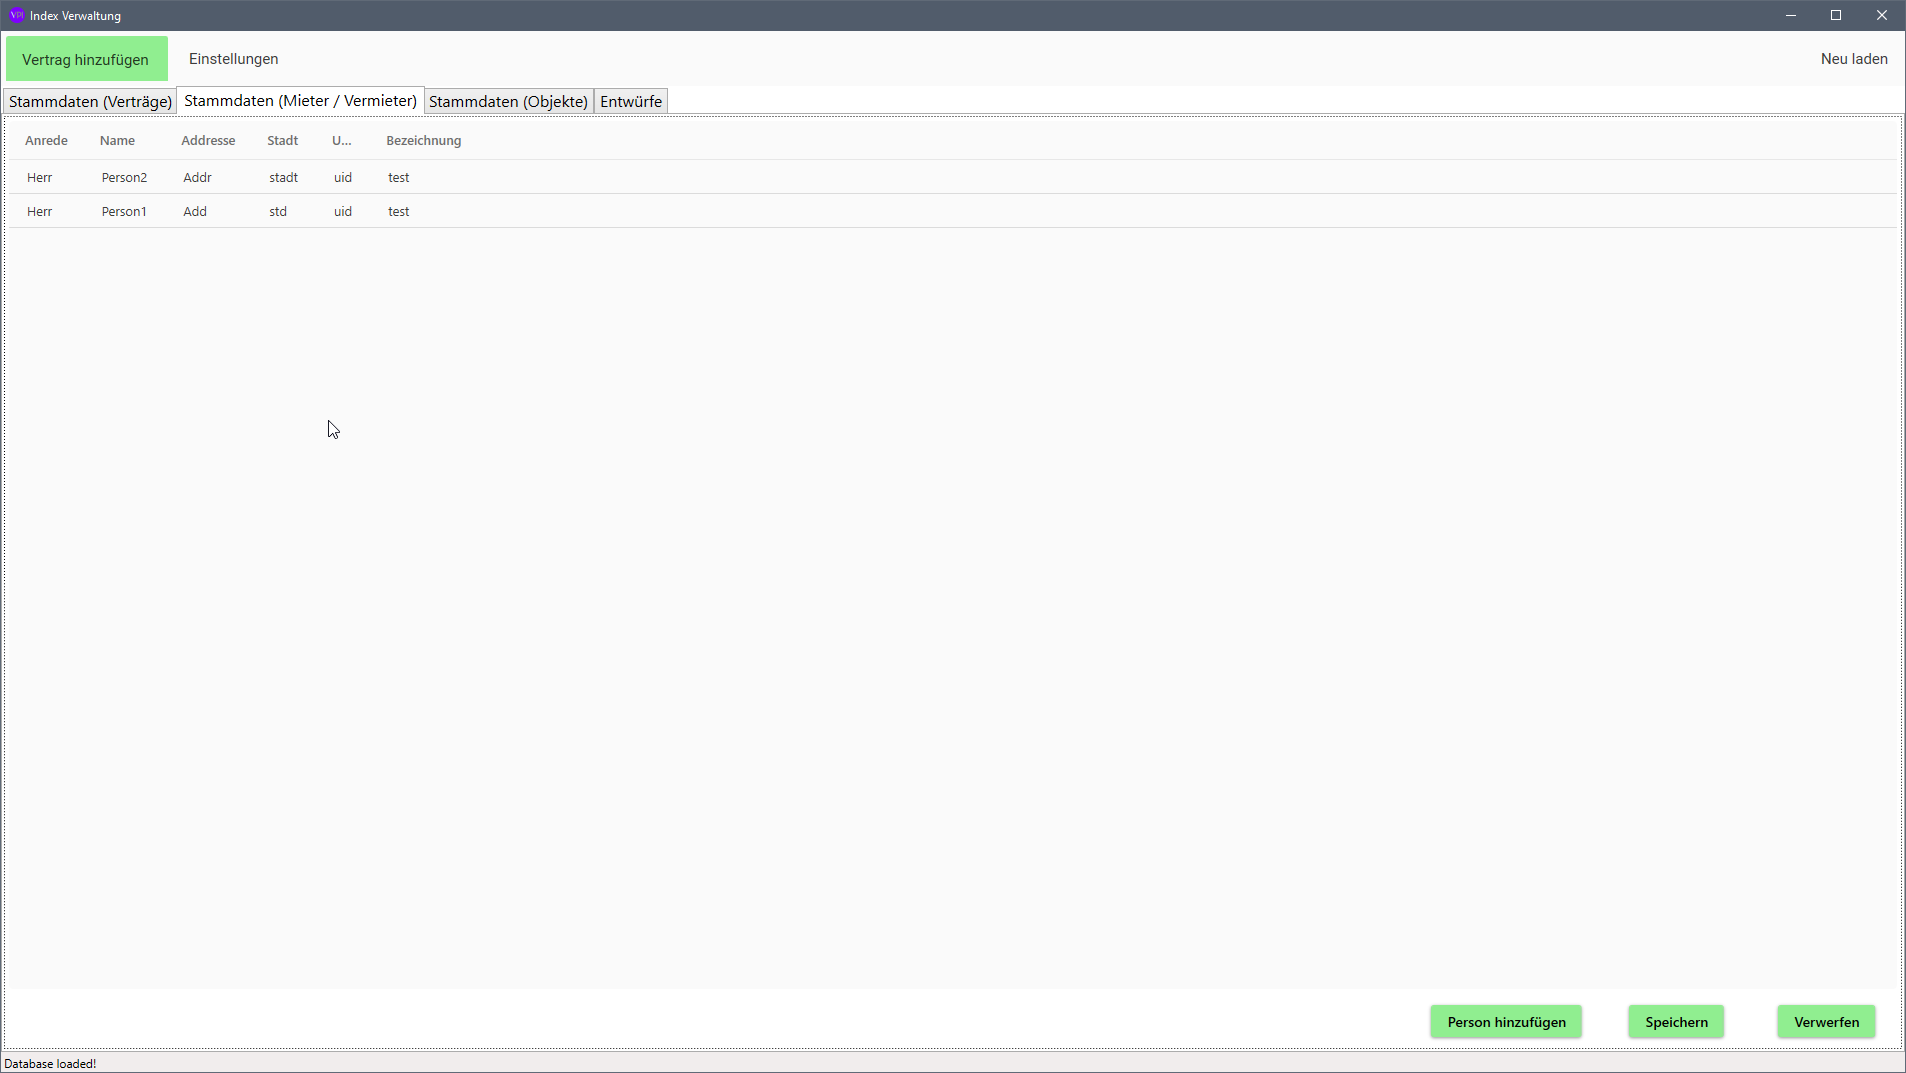 VPI Index Verwaltung
Vertrag hinzufügen Einstellungen Neu laden
Stammdaten (Verträge) Stammdaten (Mieter / Vermieter) Stammdaten (Objekte) Entwürfe
Anrede Name Addresse Stadt U... Bezeichnung
Herr Person2 Addr stadt uid test
Herr Person1 Add std uid test
Person hinzufügen Speichern Verwerfen
Database loaded!